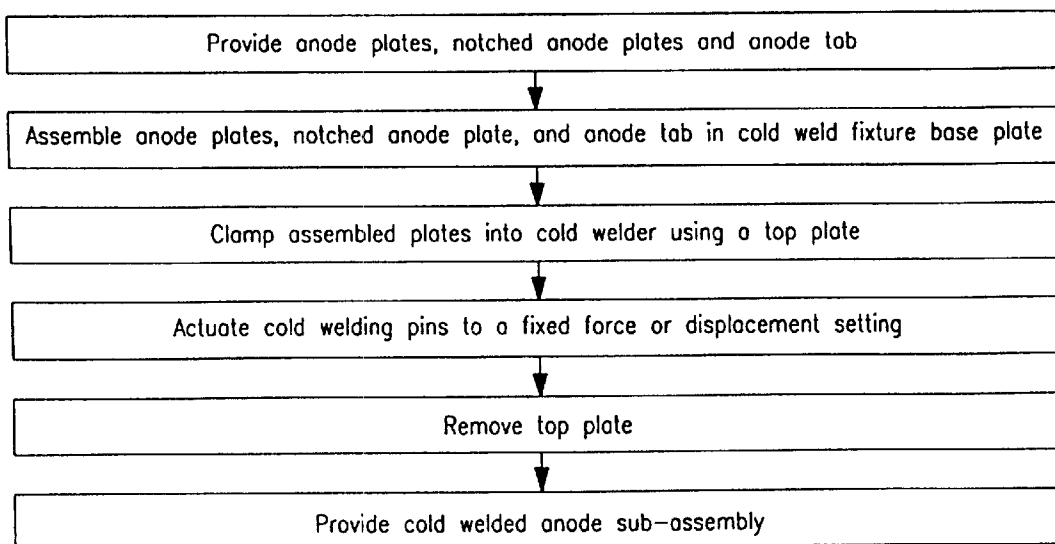 Provide anode plates, notched anode plates and anode tab
Assemble anode plates, notched anode plate, and anode tab in cold weld fixture base plate
Clamp assembled plates into cold welder using a top plate
Actuate cold welding pins to a fixed force or displacement setting
Remove top plate
Provide cold welded anode sub-assembly